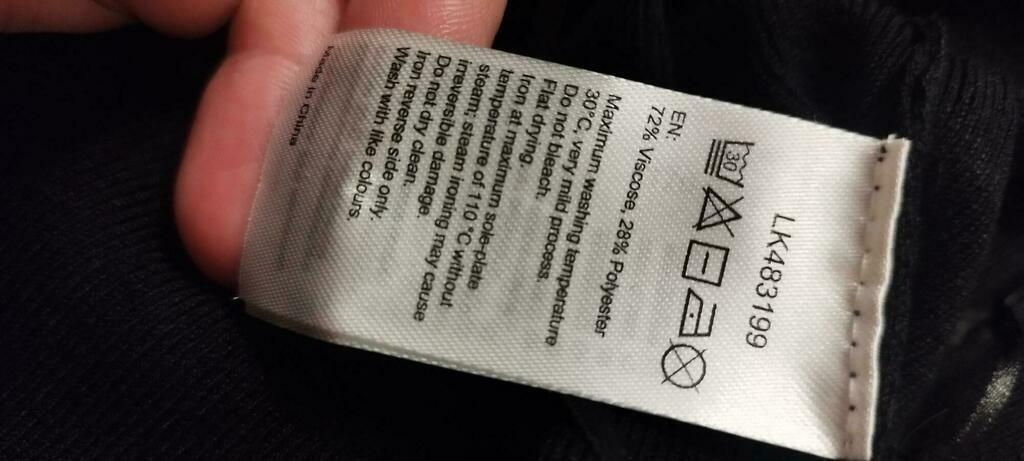 LK483199
30
EN:
72% Viscose, 28% Polyester
Maximum washing temperature
30°C, very mild process.
Do not bleach.
Flat drying.
Iron at maximum sole-plate
temperature of 110°C without
steam; steam ironing may cause
irreversible damage.
Do not dry clean.
Iron reverse side only.
Wash with like colours.
Made in China